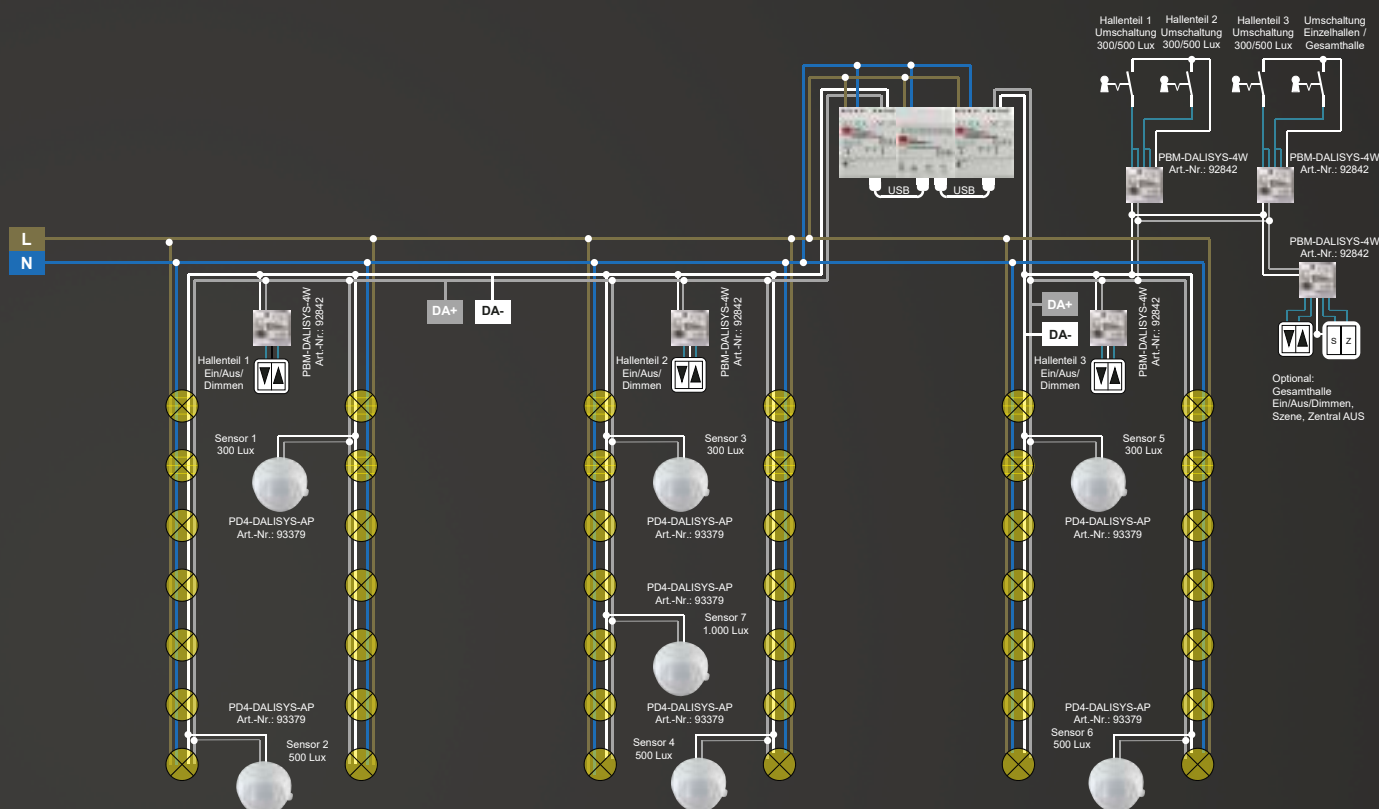 Hallenteil 1
Umschaltung
300/500 Lux
Hallenteil 2
Umschaltung
300/500 Lux
Hallenteil 3
Umschaltung
300/500 Lux
Umschaltung
Einzelhallen /
Gesamthalle
PBM-DALISYS-4W
Art.-Nr.: 92842
PBM-DALISYS-4W
Art.-Nr.: 92842
USB
USB
L
N
PBM-DALISYS-4W
Art.-Nr.: 92842
DA+
DA-
DA+
DA-
PBM-DALISYS-4W
Art.-Nr.: 92842
PBM-DALISYS-4W
Art.-Nr.: 92842
PBM-DALISYS-4W
Art.-Nr.: 92842
S
Z
Hallenteil 1
Ein/Aus/
Dimmen
Hallenteil 2
Ein/Aus/
Dimmen
Hallenteil 3
Ein/Aus/
Dimmen
Optional:
Gesamthalle
Ein/Aus/Dimmen,
Szene, Zentral AUS
Sensor 1
300 Lux
Sensor 3
300 Lux
Sensor 5
300 Lux
PD4-DALISYS-AP
Art.-Nr.: 93379
PD4-DALISYS-AP
Art.-Nr.: 93379
PD4-DALISYS-AP
Art.-Nr.: 93379
PD4-DALISYS-AP
Art.-Nr.: 93379
Sensor 7
1.000 Lux
PD4-DALISYS-AP
Art.-Nr.: 93379
Sensor 2
500 Lux
PD4-DALISYS-AP
Art.-Nr.: 93379
Sensor 4
500 Lux
PD4-DALISYS-AP
Art.-Nr.: 93379
Sensor 6
500 Lux